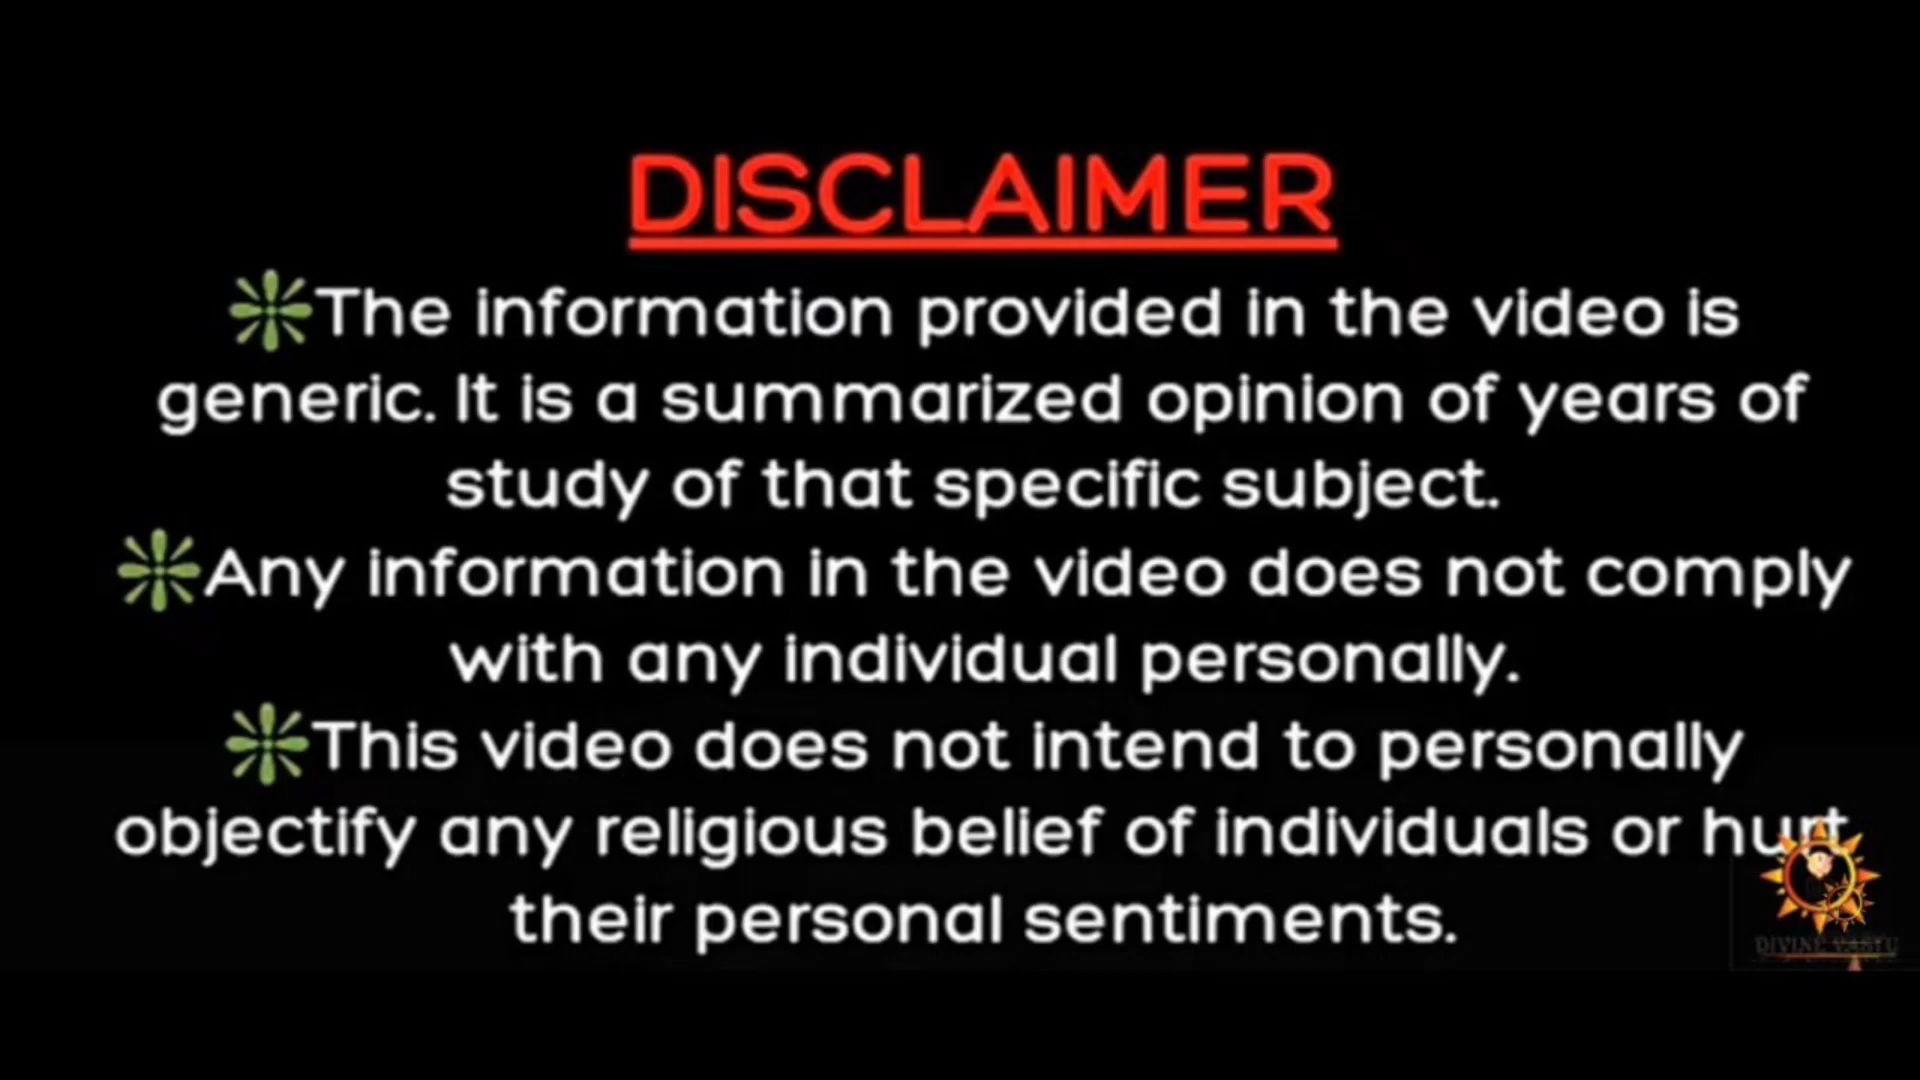 DISCLAIMER
The information provided in the video is
generic. It is a summarized opinion of years of
study of that specific subject.
Any information in the video does not comply
with any individual personally.
This video does not intend to personally
objectify any religious belief of individuals or hurt
their personal sentiments.
DIVINE VASTU